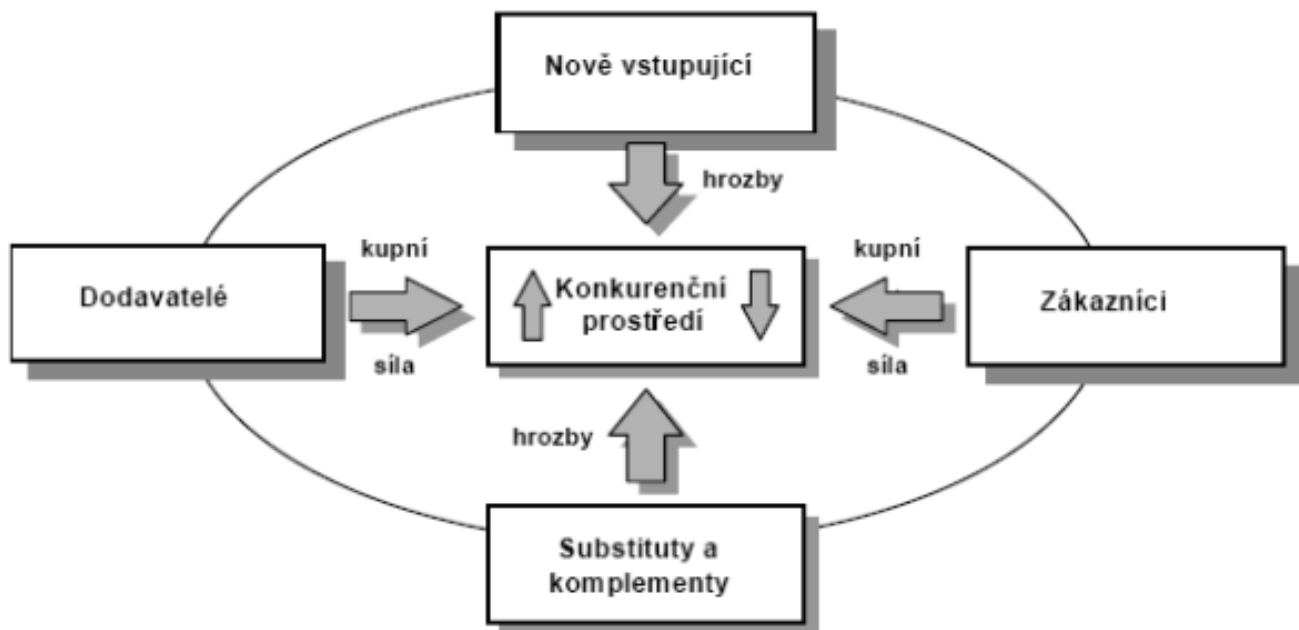 Nově vstupující
hrozby
kupní
kupní
Dodavatelé
Konkurenční
prostředí
Zákazníci
síla
síla
hrozby
Substituty a
komplementy